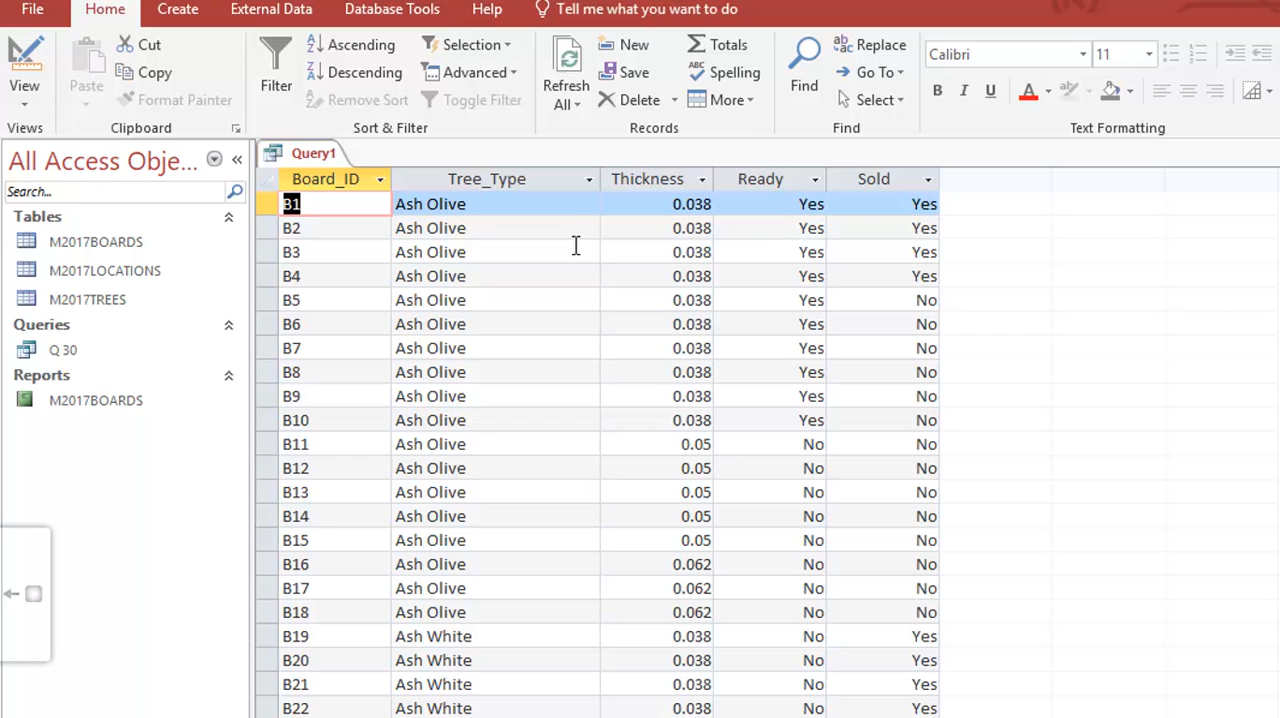 File Home Create External Data Database Tools Help Tell me what you want to do
View
Views
Paste
Cut
Copy
Format Painter
Clipboard
Filter
Ascending
Descending
Remove Sort
Selection
Advanced
Toggle Filter
Sort & Filter
Refresh
All
New
Save
Delete
Totals
Spelling
More
Records
Find
Replace
Go To
Select
Find
Calibri 11
B I U A
Text Formatting
All Access Obje...
Search...
Tables
M2017BOARDS
M2017LOCATIONS
M2017TREES
Queries
Q 30
Reports
M2017BOARDS
Query1
Board_ID Tree_Type Thickness Ready Sold
B1 Ash Olive 0.038 Yes Yes
B2 Ash Olive 0.038 Yes Yes
B3 Ash Olive 0.038 Yes Yes
B4 Ash Olive 0.038 Yes Yes
B5 Ash Olive 0.038 Yes No
B6 Ash Olive 0.038 Yes No
B7 Ash Olive 0.038 Yes No
B8 Ash Olive 0.038 Yes No
B9 Ash Olive 0.038 Yes No
B10 Ash Olive 0.038 Yes No
B11 Ash Olive 0.05 No No
B12 Ash Olive 0.05 No No
B13 Ash Olive 0.05 No No
B14 Ash Olive 0.05 No No
B15 Ash Olive 0.05 No No
B16 Ash Olive 0.062 No No
B17 Ash Olive 0.062 No No
B18 Ash Olive 0.062 No No
B19 Ash White 0.038 No Yes
B20 Ash White 0.038 No Yes
B21 Ash White 0.038 No Yes
B22 Ash White 0.038 No Yes